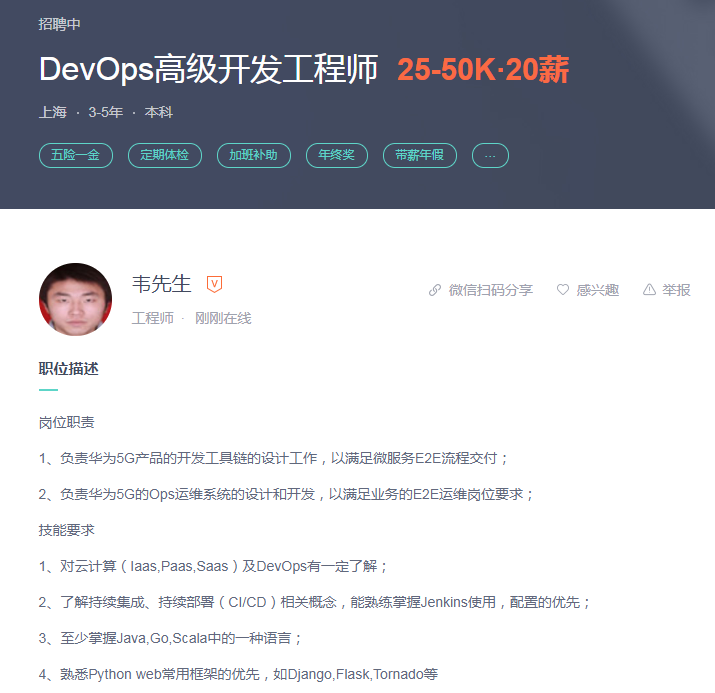 招聘中
DevOps高级开发工程师 25-50K·20薪
上海 · 3-5年 · 本科
五险一金 定期体检 加班补助 年终奖 带薪年假 ...
韦先生 V
微信扫码分享 感兴趣 举报
工程师 · 刚刚在线
职位描述
岗位职责
1、负责华为5G产品的开发工具链的设计工作，以满足微服务E2E流程交付；
2、负责华为5G的Ops运维系统的设计和开发，以满足业务的E2E运维岗位要求；
技能要求
1、对云计算（Iaas,Paas,Saas）及DevOps有一定了解；
2、了解持续集成、持续部署（CI/CD）相关概念，能熟练掌握Jenkins使用，配置的优先；
3、至少掌握Java,Go,Scala中的一种语言；
4、熟悉Python web常用框架的优先，如Django,Flask,Tornado等